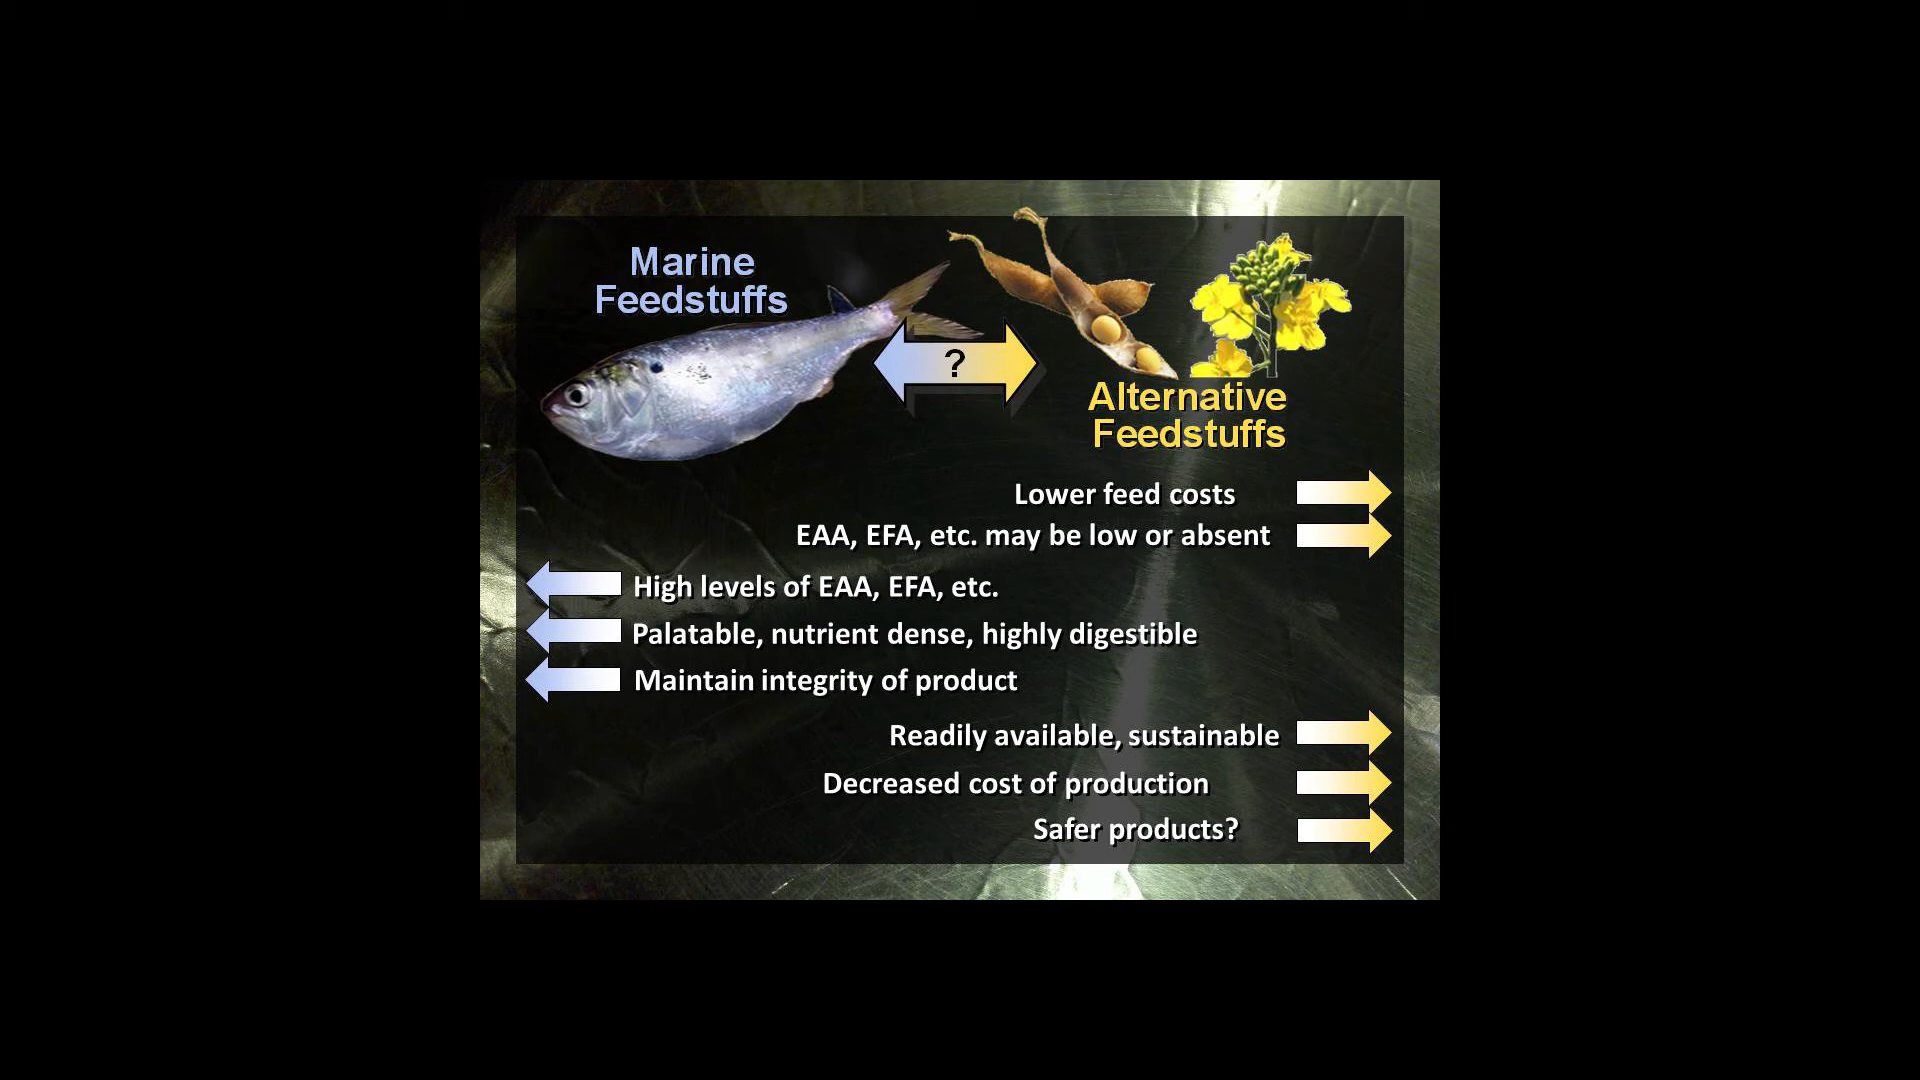 Marine
Feedstuffs
?
Alternative
Feedstuffs
Lower feed costs
EAA, EFA, etc. may be low or absent
High levels of EAA, EFA, etc.
Palatable, nutrient dense, highly digestible
Maintain integrity of product
Readily available, sustainable
Decreased cost of production
Safer products?